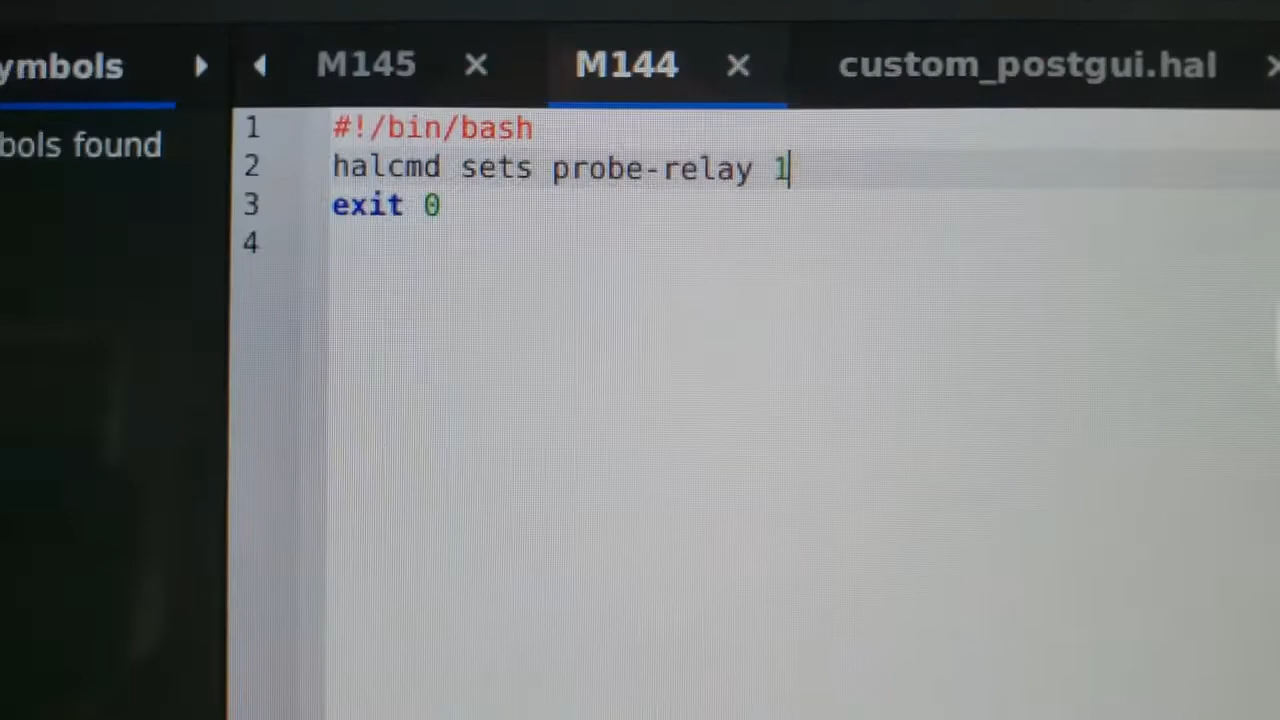 ymbols
M145
M144
custom_postgui.hal
bols found
1 #!/bin/bash
2 halcmd sets probe-relay 1
3 exit 0
4